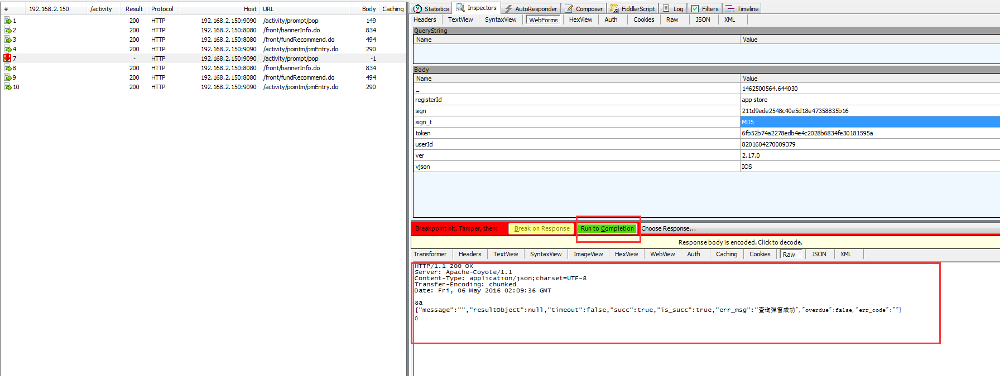 # 192.168.2.150 /activity Result Protocol Host URL Body Caching
1 200 HTTP 192.168.2.150:9090 /activity/prompt/pop 149
2 200 HTTP 192.168.2.150:8080 /front/bannerInfo.do 834
3 200 HTTP 192.168.2.150:8080 /front/fundRecommend.do 494
4 200 HTTP 192.168.2.150:9090 /activity/pointm/pmEntry.do 290
7 - HTTP 192.168.2.150:9090 /activity/prompt/pop -1
8 200 HTTP 192.168.2.150:8080 /front/bannerInfo.do 834
9 200 HTTP 192.168.2.150:8080 /front/fundRecommend.do 494
10 200 HTTP 192.168.2.150:9090 /activity/pointm/pmEntry.do 290
Statistics Inspectors AutoResponder Composer FiddlerScript Log Filters Timeline
Headers TextView SyntaxView WebForms HexView Auth Cookies Raw JSON XML
QueryString
Name Value
Body
Name Value
_ 1462500564.644030
registerId app store
sign 211d9ede2548c40e5d18e47358835b16
sign_t MD5
token 6fb52b74a2278edb4e4c2028b6834fe30181595a
userId 8201604270009379
ver 2.17.0
vjson IOS
Breakpoint hit. Tamper, then: Break on Response Run to Completion Choose Response...
Response body is encoded. Click to decode.
Transformer Headers TextView SyntaxView ImageView HexView WebView Auth Caching Cookies Raw JSON XML
HTTP/1.1 200 OK
Server: Apache-Coyote/1.1
Content-Type: application/json;charset=UTF-8
Transfer-Encoding: chunked
Date: Fri, 06 May 2016 02:09:36 GMT
8a
{"message":"","resultObject":null,"timeout":false,"succ":true,"is_succ":true,"err_msg":"查询弹窗成功","overdue":false,"err_code":""}
0